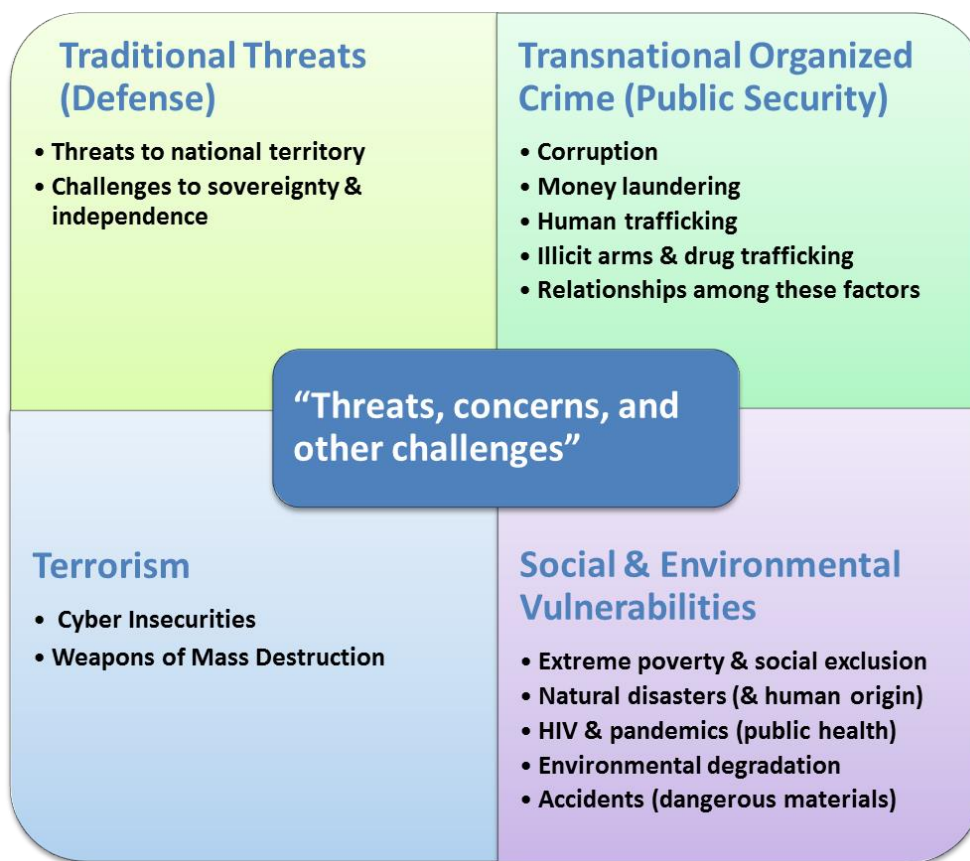 Traditional Threats
(Defense)
• Threats to national territory
• Challenges to sovereignty &
independence
Transnational Organized
Crime (Public Security)
• Corruption
• Money laundering
• Human trafficking
• Illicit arms & drug trafficking
• Relationships among these factors
“Threats, concerns, and
other challenges”
Terrorism
• Cyber Insecurities
• Weapons of Mass Destruction
Social & Environmental
Vulnerabilities
• Extreme poverty & social exclusion
• Natural disasters (& human origin)
• HIV & pandemics (public health)
• Environmental degradation
• Accidents (dangerous materials)